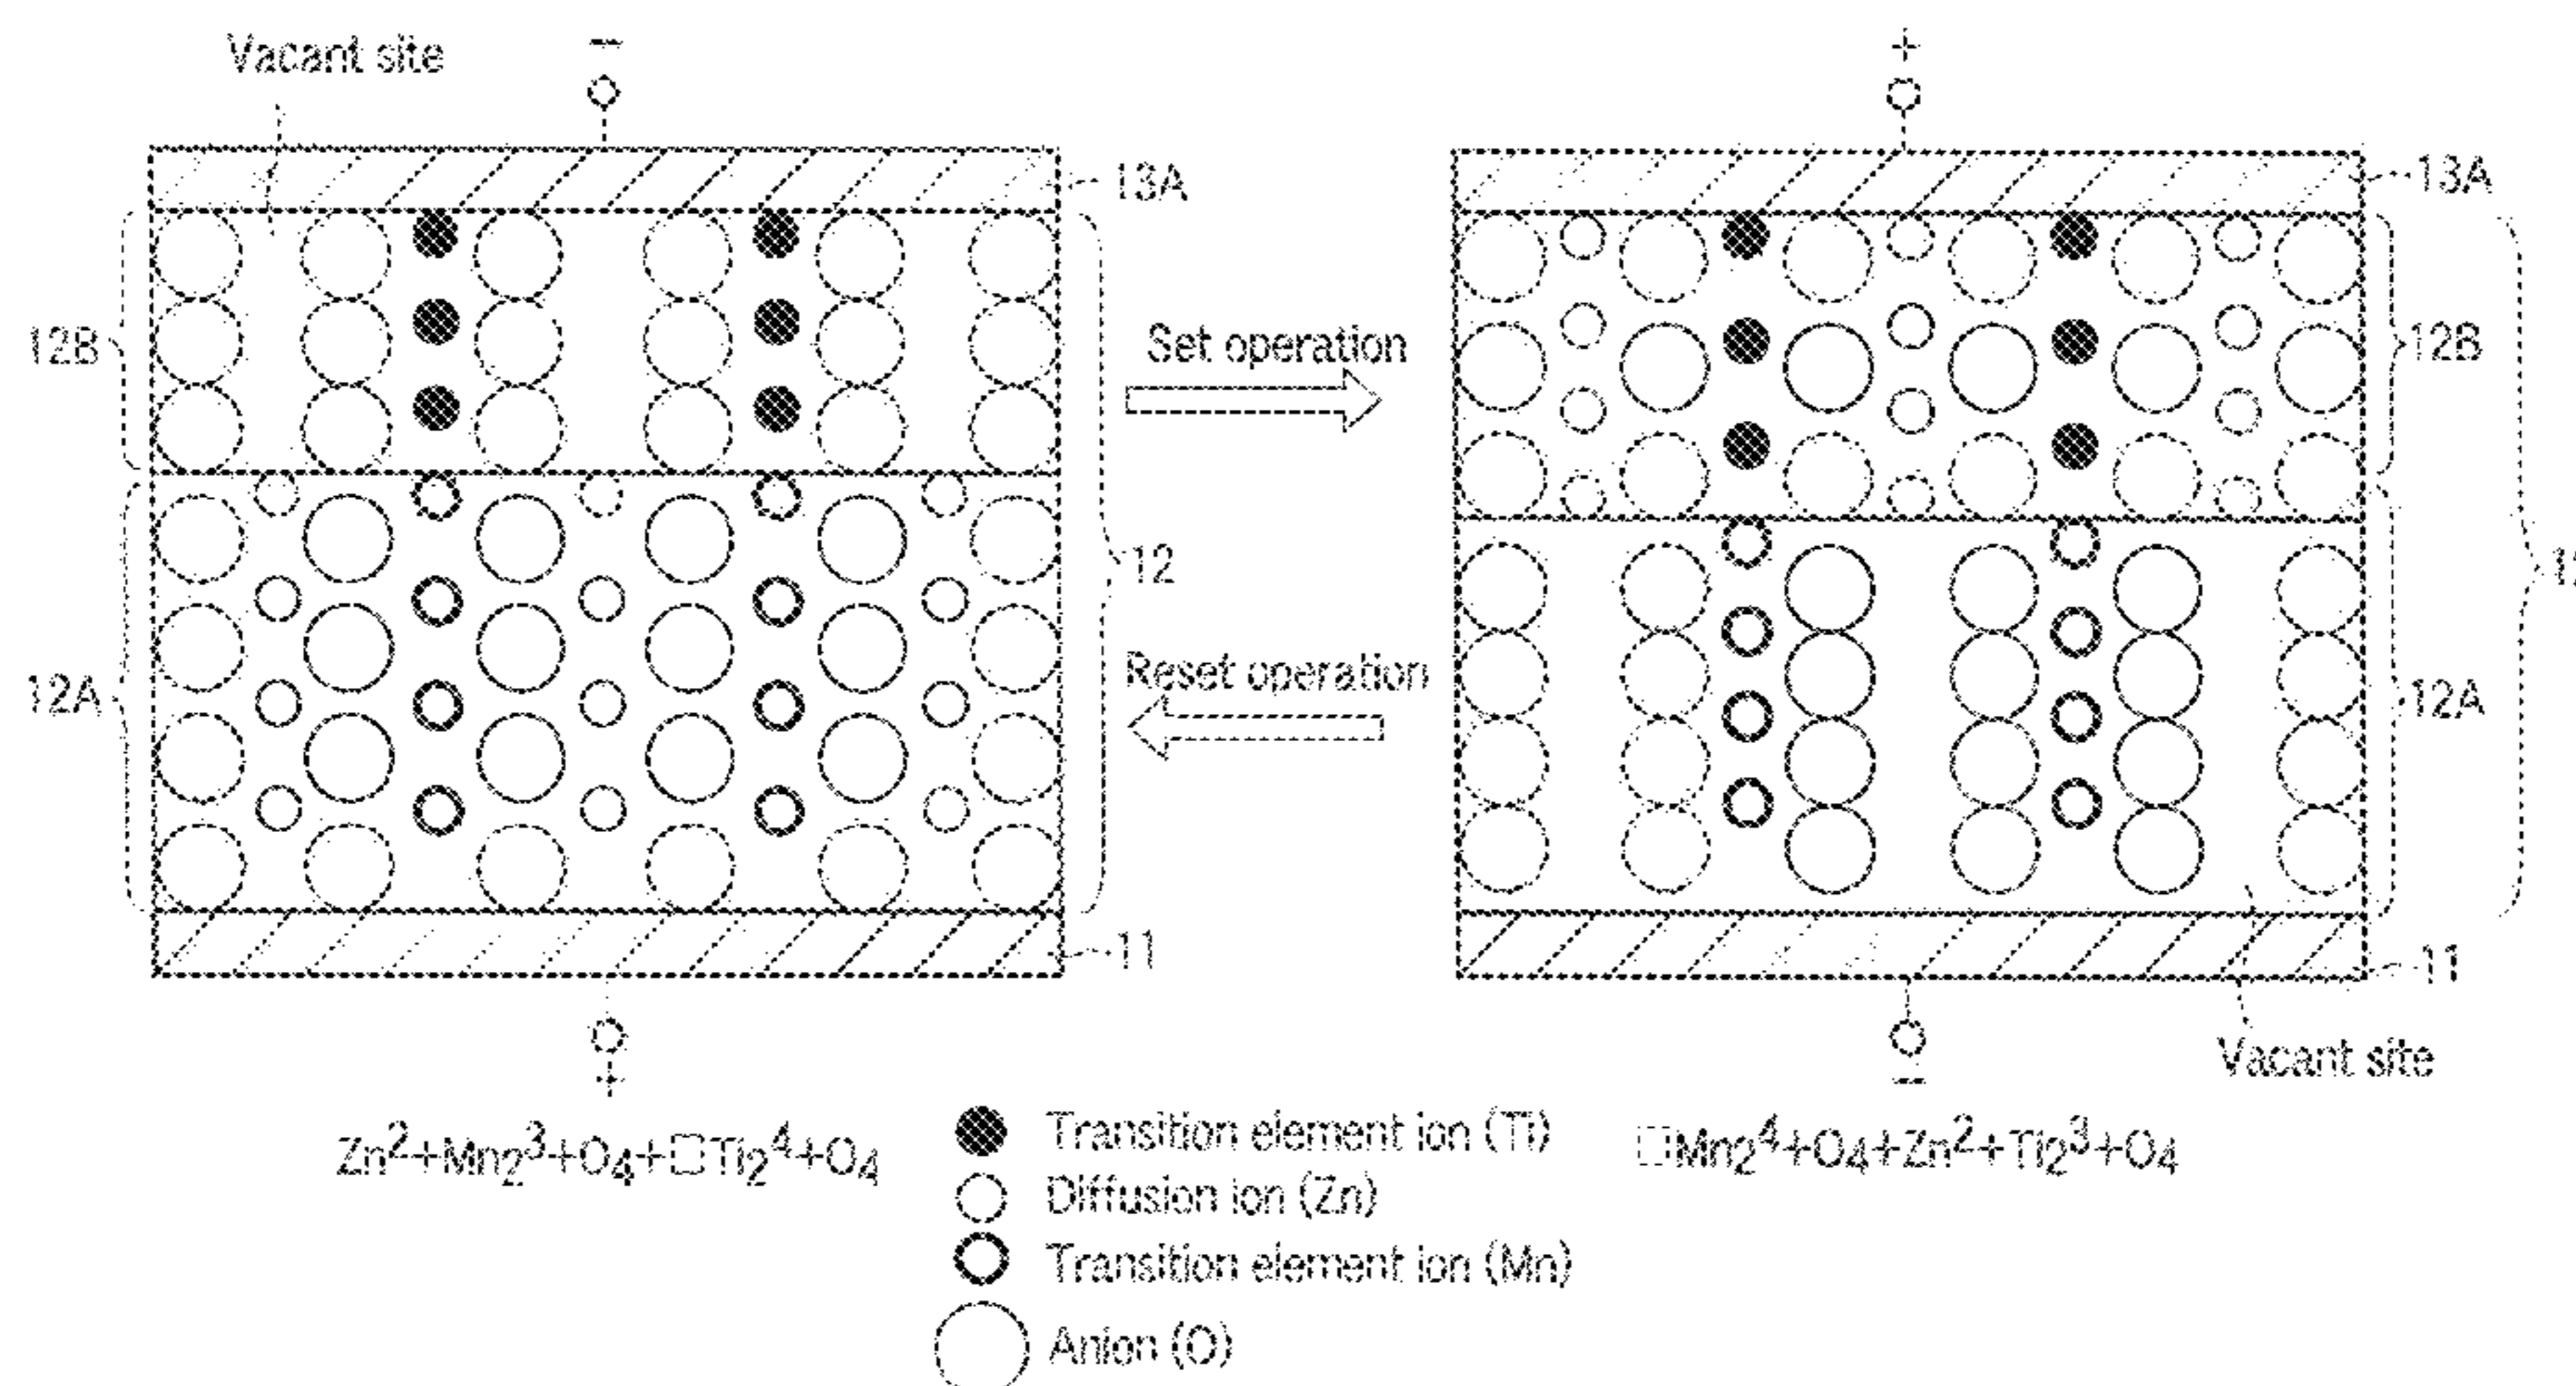 Vacant site
−
+
13A
13A
12B
Set operation
12B
12
12A
Reset operation
12A
11
11
+
−
Vacant site
Zn2+Mn23+O4+□Ti24+O4
□Mn24+O4+Zn2+Ti23+O4
Transition element ion (Ti)
Diffusion ion (Zn)
Transition element ion (Mn)
Anion (O)